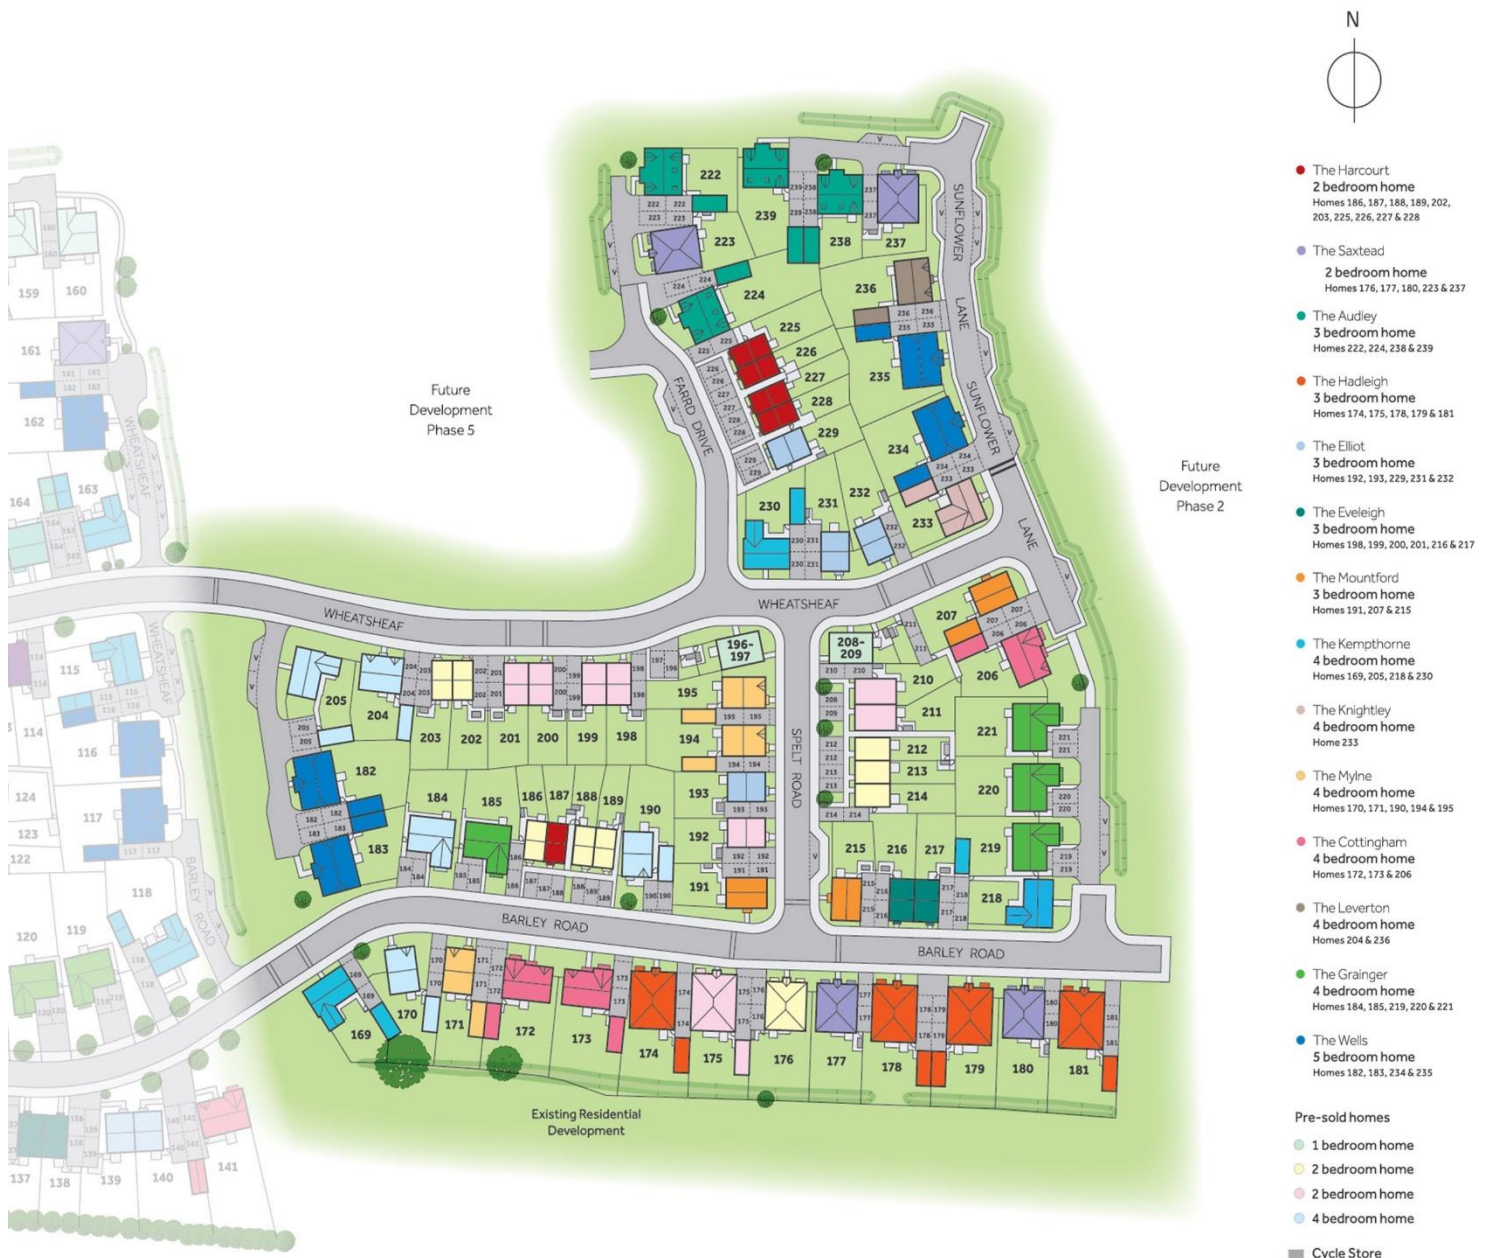 N
The Harcourt
2 bedroom home
Homes 186, 187, 188, 189, 202,
203, 225, 226, 227 & 228
The Saxtead
2 bedroom home
Homes 176, 177, 180, 223 & 237
The Audley
3 bedroom home
Homes 222, 224, 238 & 239
The Hadleigh
3 bedroom home
Homes 174, 175, 178, 179 & 181
The Elliot
3 bedroom home
Homes 192, 193, 229, 231 & 232
The Eveleigh
3 bedroom home
Homes 198, 199, 200, 201, 216 & 217
The Mountford
3 bedroom home
Homes 191, 207 & 215
The Kempthorne
4 bedroom home
Homes 169, 205, 218 & 230
The Knightley
4 bedroom home
Home 233
The Mylne
4 bedroom home
Homes 170, 171, 190, 194 & 195
The Cottingham
4 bedroom home
Homes 172, 173 & 206
The Leverton
4 bedroom home
Homes 204 & 236
The Grainger
4 bedroom home
Homes 184, 185, 219, 220 & 221
The Wells
5 bedroom home
Homes 182, 183, 234 & 235
Pre-sold homes
1 bedroom home
2 bedroom home
2 bedroom home
4 bedroom home
Cycle Store
Future
Development
Phase 5
Future
Development
Phase 2
Existing Residential
Development
SUNFLOWER
LANE
SUNFLOWER
LANE
FARRD DRIVE
WHEATSHEAF
WHEATSHEAF
WHEATSHEAF
WHEATSHEAF
SPELT ROAD
BARLEY ROAD
BARLEY ROAD
BARLEY ROAD
222
239
238
237
223
224
236
225
226
227
235
228
229
234
230
231
232
233
207
206
196-
197
208-
209
210
211
195
194
193
192
191
212
213
214
221
220
219
218
215
216
217
205
204
203
202
201
200
199
198
182
183
184
185
186
187
188
189
190
169
170
171
172
173
174
175
176
177
178
179
180
181
159
160
161
162
164
163
115
114
116
124
123
122
117
118
120
119
137
138
139
140
141